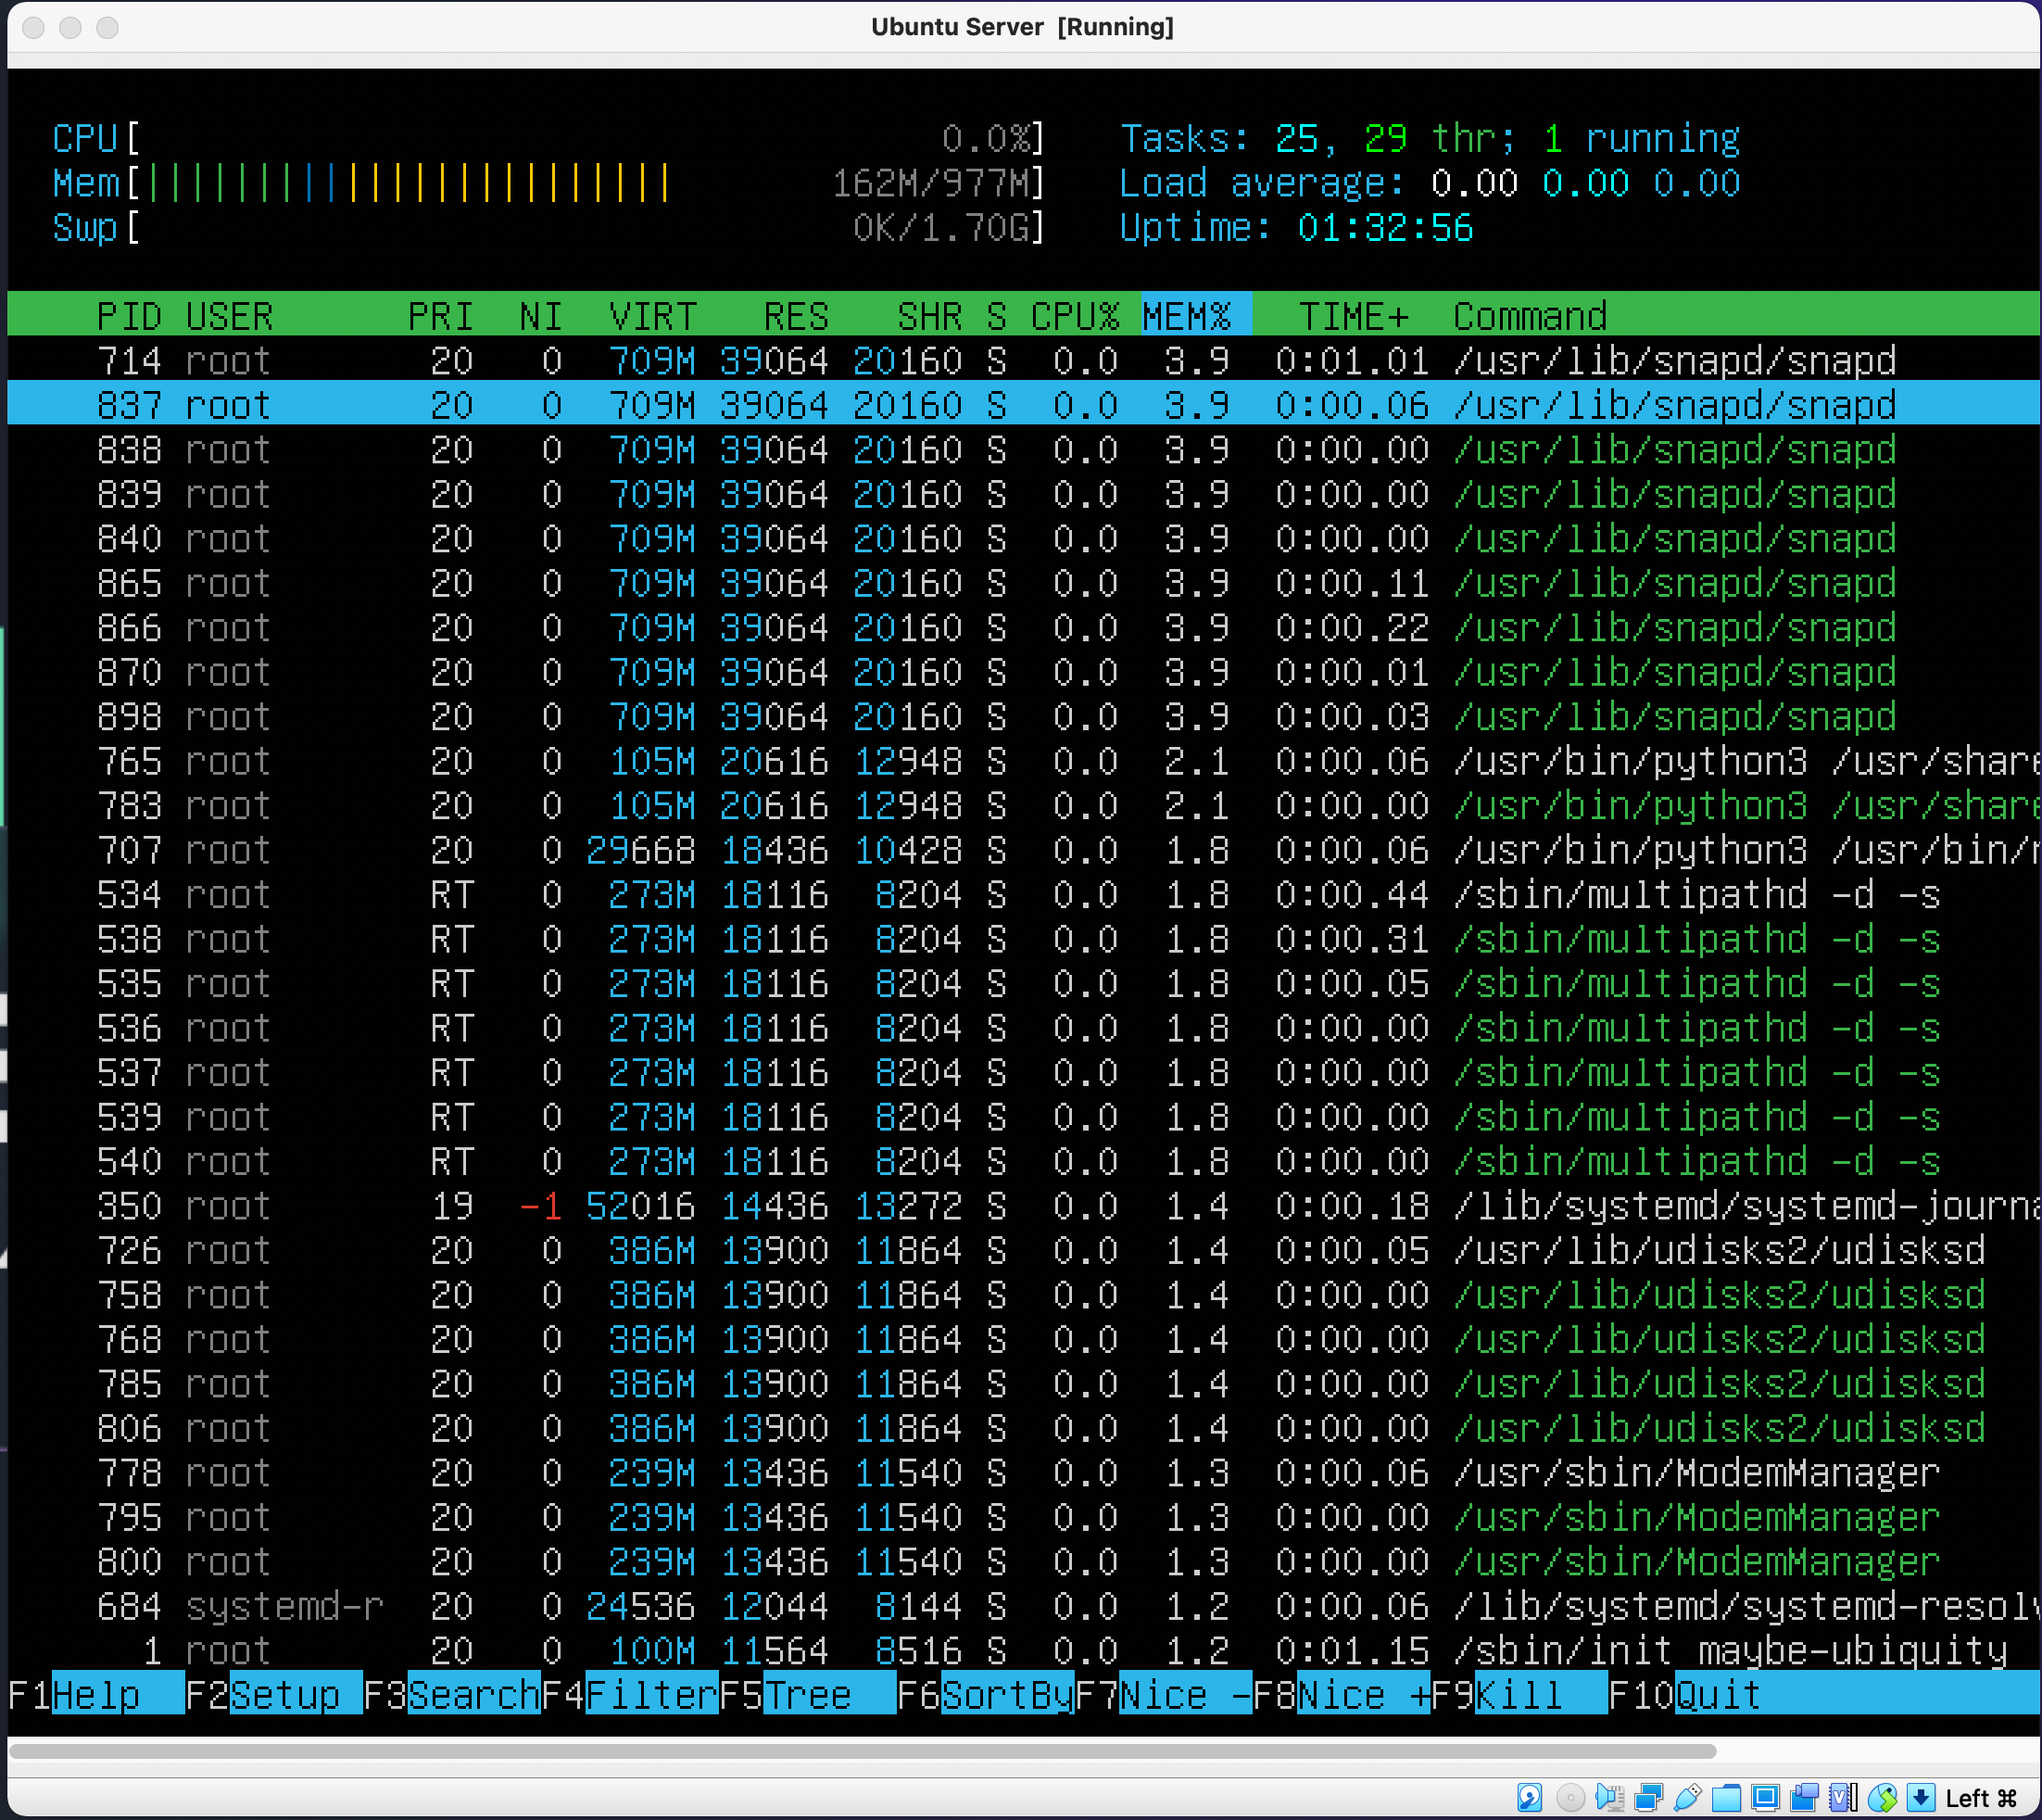 Ubuntu Server [Running]
CPU[ 0.0%] Tasks: 25, 29 thr; 1 running
Mem[|||||||||||||||||||||||| 162M/977M] Load average: 0.00 0.00 0.00
Swp[ 0K/1.70G] Uptime: 01:32:56
PID USER PRI NI VIRT RES SHR S CPU% MEM% TIME+ Command
714 root 20 0 709M 39064 20160 S 0.0 3.9 0:01.01 /usr/lib/snapd/snapd
837 root 20 0 709M 39064 20160 S 0.0 3.9 0:00.06 /usr/lib/snapd/snapd
838 root 20 0 709M 39064 20160 S 0.0 3.9 0:00.00 /usr/lib/snapd/snapd
839 root 20 0 709M 39064 20160 S 0.0 3.9 0:00.00 /usr/lib/snapd/snapd
840 root 20 0 709M 39064 20160 S 0.0 3.9 0:00.00 /usr/lib/snapd/snapd
865 root 20 0 709M 39064 20160 S 0.0 3.9 0:00.11 /usr/lib/snapd/snapd
866 root 20 0 709M 39064 20160 S 0.0 3.9 0:00.22 /usr/lib/snapd/snapd
870 root 20 0 709M 39064 20160 S 0.0 3.9 0:00.01 /usr/lib/snapd/snapd
898 root 20 0 709M 39064 20160 S 0.0 3.9 0:00.03 /usr/lib/snapd/snapd
765 root 20 0 105M 20616 12948 S 0.0 2.1 0:00.06 /usr/bin/python3 /usr/share
783 root 20 0 105M 20616 12948 S 0.0 2.1 0:00.00 /usr/bin/python3 /usr/share
707 root 20 0 29668 18436 10428 S 0.0 1.8 0:00.06 /usr/bin/python3 /usr/bin/
534 root RT 0 273M 18116 8204 S 0.0 1.8 0:00.44 /sbin/multipathd -d -s
538 root RT 0 273M 18116 8204 S 0.0 1.8 0:00.31 /sbin/multipathd -d -s
535 root RT 0 273M 18116 8204 S 0.0 1.8 0:00.05 /sbin/multipathd -d -s
536 root RT 0 273M 18116 8204 S 0.0 1.8 0:00.00 /sbin/multipathd -d -s
537 root RT 0 273M 18116 8204 S 0.0 1.8 0:00.00 /sbin/multipathd -d -s
539 root RT 0 273M 18116 8204 S 0.0 1.8 0:00.00 /sbin/multipathd -d -s
540 root RT 0 273M 18116 8204 S 0.0 1.8 0:00.00 /sbin/multipathd -d -s
350 root 19 -1 52016 14436 13272 S 0.0 1.4 0:00.18 /lib/systemd/systemd-journa
726 root 20 0 386M 13900 11864 S 0.0 1.4 0:00.05 /usr/lib/udisks2/udisksd
758 root 20 0 386M 13900 11864 S 0.0 1.4 0:00.00 /usr/lib/udisks2/udisksd
768 root 20 0 386M 13900 11864 S 0.0 1.4 0:00.00 /usr/lib/udisks2/udisksd
785 root 20 0 386M 13900 11864 S 0.0 1.4 0:00.00 /usr/lib/udisks2/udisksd
806 root 20 0 386M 13900 11864 S 0.0 1.4 0:00.00 /usr/lib/udisks2/udisksd
778 root 20 0 239M 13436 11540 S 0.0 1.3 0:00.06 /usr/sbin/ModemManager
795 root 20 0 239M 13436 11540 S 0.0 1.3 0:00.00 /usr/sbin/ModemManager
800 root 20 0 239M 13436 11540 S 0.0 1.3 0:00.00 /usr/sbin/ModemManager
684 systemd-r 20 0 24536 12044 8144 S 0.0 1.2 0:00.06 /lib/systemd/systemd-resolv
1 root 20 0 100M 11564 8516 S 0.0 1.2 0:01.15 /sbin/init maybe-ubiquity
F1Help F2Setup F3SearchF4FilterF5Tree F6SortByF7Nice -F8Nice +F9Kill F10Quit
Left ⌘